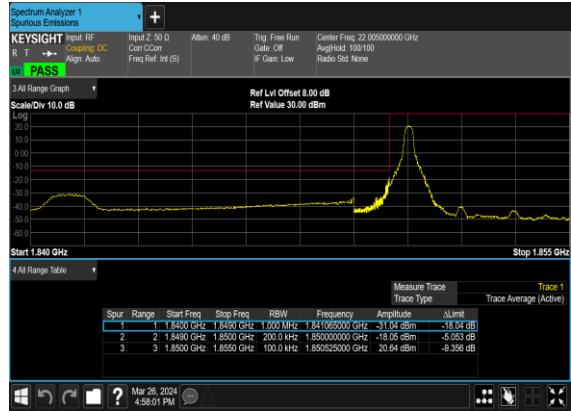 Spectrum Analyzer 1
Spurious Emissions
KEYSIGHT Input: RF Input Z: 50 Ω Atten: 40 dB Trig: Free Run Center Freq: 22.005000000 GHz
R T Coupling: DC Corr CCorr Gate: Off Avg|Hold: 100/100
Align: Auto Freq Ref: Int (S) IF Gain: Low Radio Std: None
PASS
3 All Range Graph
Ref Lvl Offset 8.00 dB
Scale/Div 10.0 dB Ref Value 30.00 dBm
Log
20.0
10.0
0.00
-10.0
-20.0
-30.0
-40.0
-50.0
-60.0
Start 1.840 GHz Stop 1.855 GHz
4 All Range Table
Measure Trace Trace 1
Trace Type Trace Average (Active)
Spur Range Start Freq Stop Freq RBW Frequency Amplitude ΔLimit
1 1 1.8400 GHz 1.8490 GHz 1.000 MHz 1.841065000 GHz -31.04 dBm -18.04 dB
2 2 1.8490 GHz 1.8500 GHz 200.0 kHz 1.850000000 GHz -18.05 dBm -5.053 dB
3 3 1.8500 GHz 1.8550 GHz 100.0 kHz 1.850525000 GHz 20.64 dBm -9.356 dB
? Mar 26, 2024
4:58:01 PM